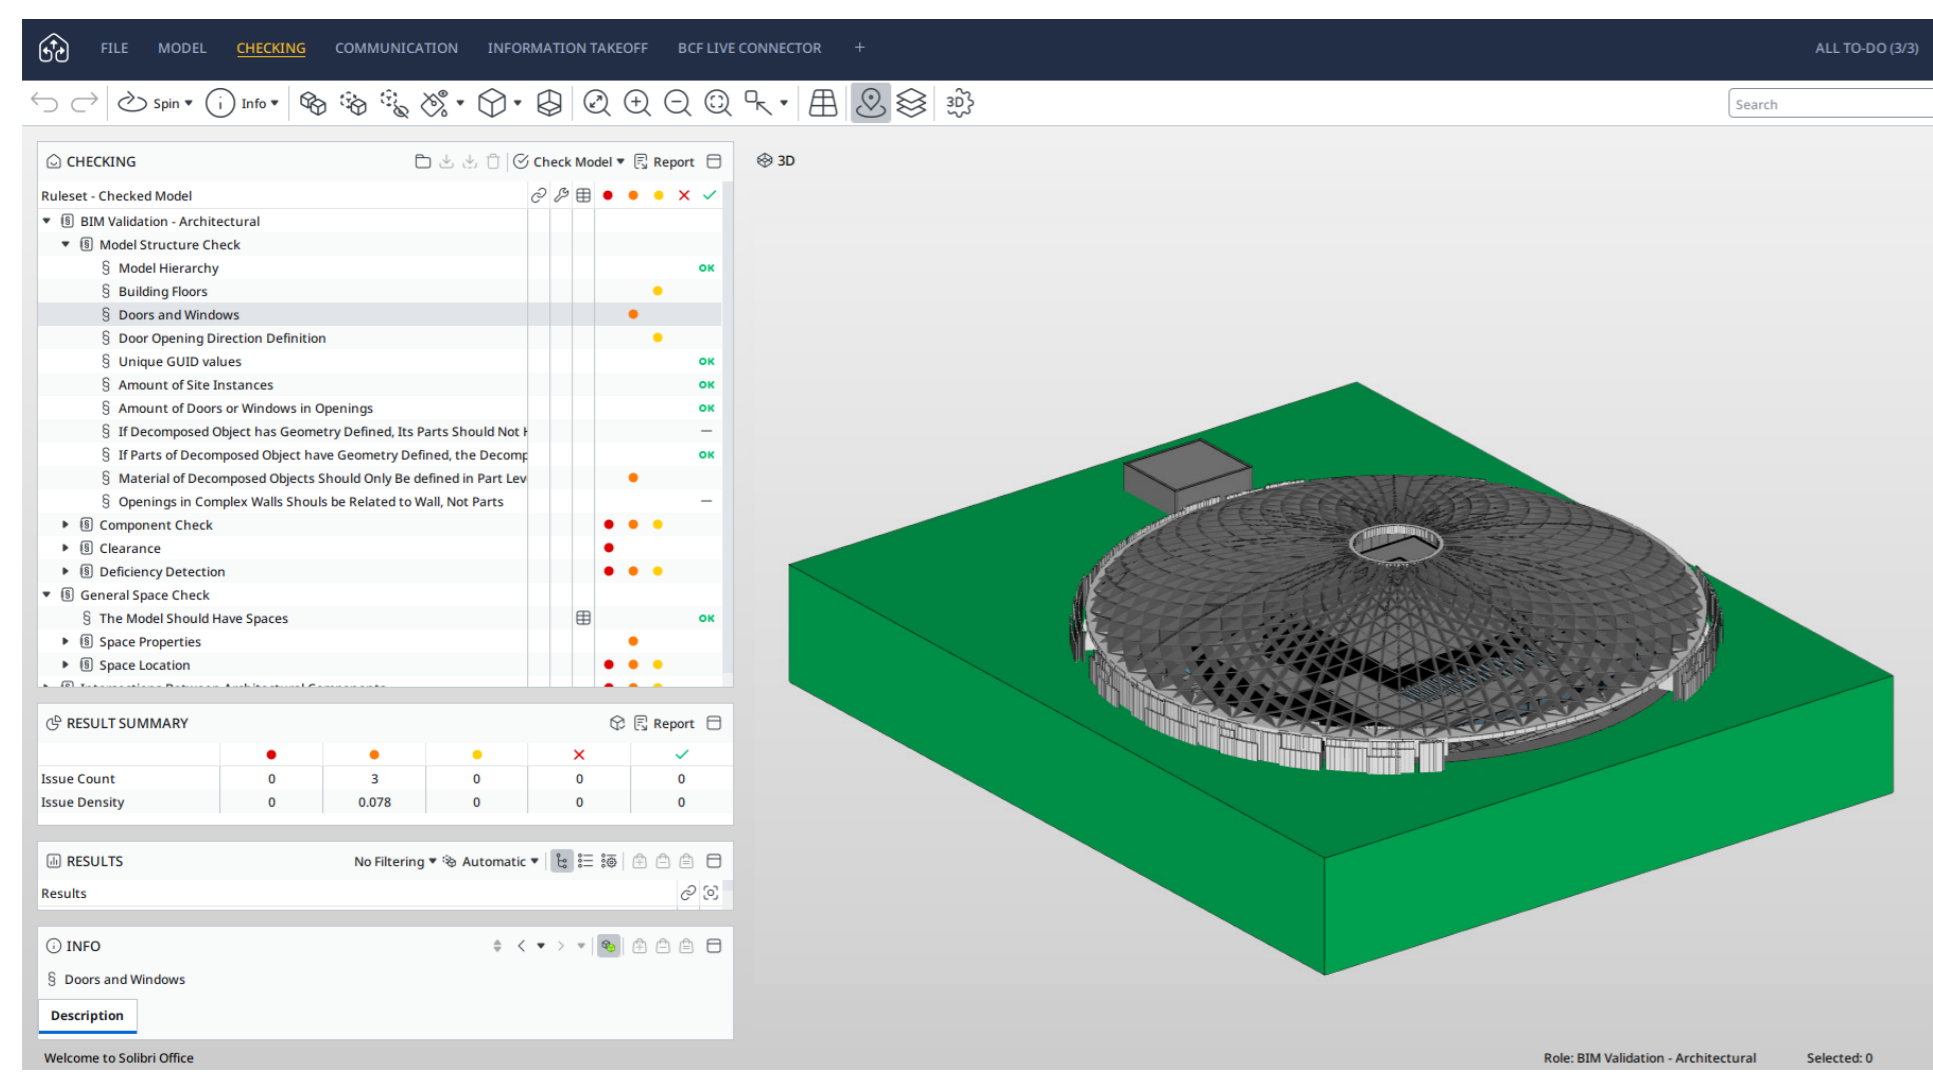 FILE MODEL CHECKING COMMUNICATION INFORMATION TAKEOFF BCF LIVE CONNECTOR + ALL TO-DO (3/3)
Spin Info 3D Search
CHECKING Check Model Report
3D
Ruleset - Checked Model
BIM Validation - Architectural
Model Structure Check
§ Model Hierarchy OK
§ Building Floors
§ Doors and Windows
§ Door Opening Direction Definition
§ Unique GUID values OK
§ Amount of Site Instances OK
§ Amount of Doors or Windows in Openings OK
§ If Decomposed Object has Geometry Defined, Its Parts Should Not —
§ If Parts of Decomposed Object have Geometry Defined, the Decomp OK
§ Material of Decomposed Objects Should Only Be defined in Part Lev
§ Openings in Complex Walls Shouls be Related to Wall, Not Parts —
Component Check
Clearance
Deficiency Detection
General Space Check
§ The Model Should Have Spaces OK
Space Properties
Space Location
Intersections Between Architectural Components
RESULT SUMMARY Report
Issue Count 0 3 0 0 0
Issue Density 0 0.078 0 0 0
RESULTS No Filtering Automatic
Results
INFO
§ Doors and Windows
Description
Welcome to Solibri Office Role: BIM Validation - Architectural Selected: 0